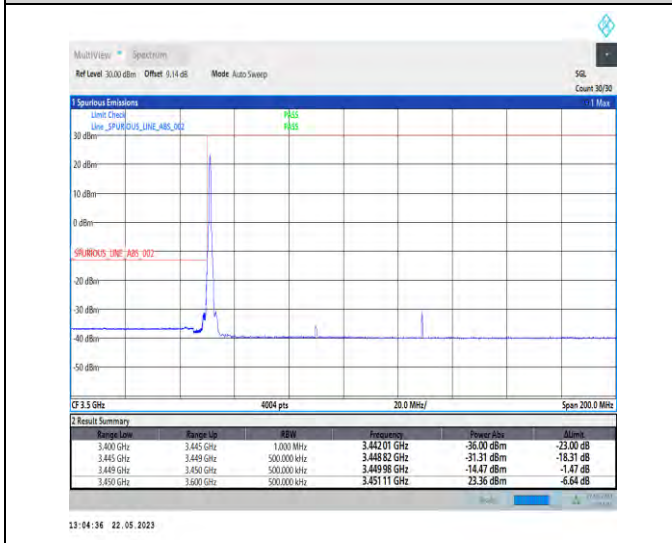 MultiView Spectrum
Ref Level 30.00 dBm Offset 9.14 dB Mode Auto Sweep SGL
Count 30/30
1 Spurious Emissions 1 Max
Limit Check PASS
Line _SPURIOUS_LINE_ABS_002 PASS
30 dBm
20 dBm
10 dBm
0 dBm
SPURIOUS_LINE_ABS_002
-20 dBm
-30 dBm
-40 dBm
-50 dBm
CF 3.5 GHz 4004 pts 20.0 MHz/ Span 200.0 MHz
2 Result Summary
Range Low Range Up RBW Frequency Power Abs ΔLimit
3.400 GHz 3.445 GHz 1.000 MHz 3.442 01 GHz -36.00 dBm -23.00 dB
3.445 GHz 3.449 GHz 500.000 kHz 3.448 82 GHz -31.31 dBm -18.31 dB
3.449 GHz 3.450 GHz 500.000 kHz 3.449 98 GHz -14.47 dBm -1.47 dB
3.450 GHz 3.600 GHz 500.000 kHz 3.451 11 GHz 23.36 dBm -6.64 dB
13:04:36 22.05.2023